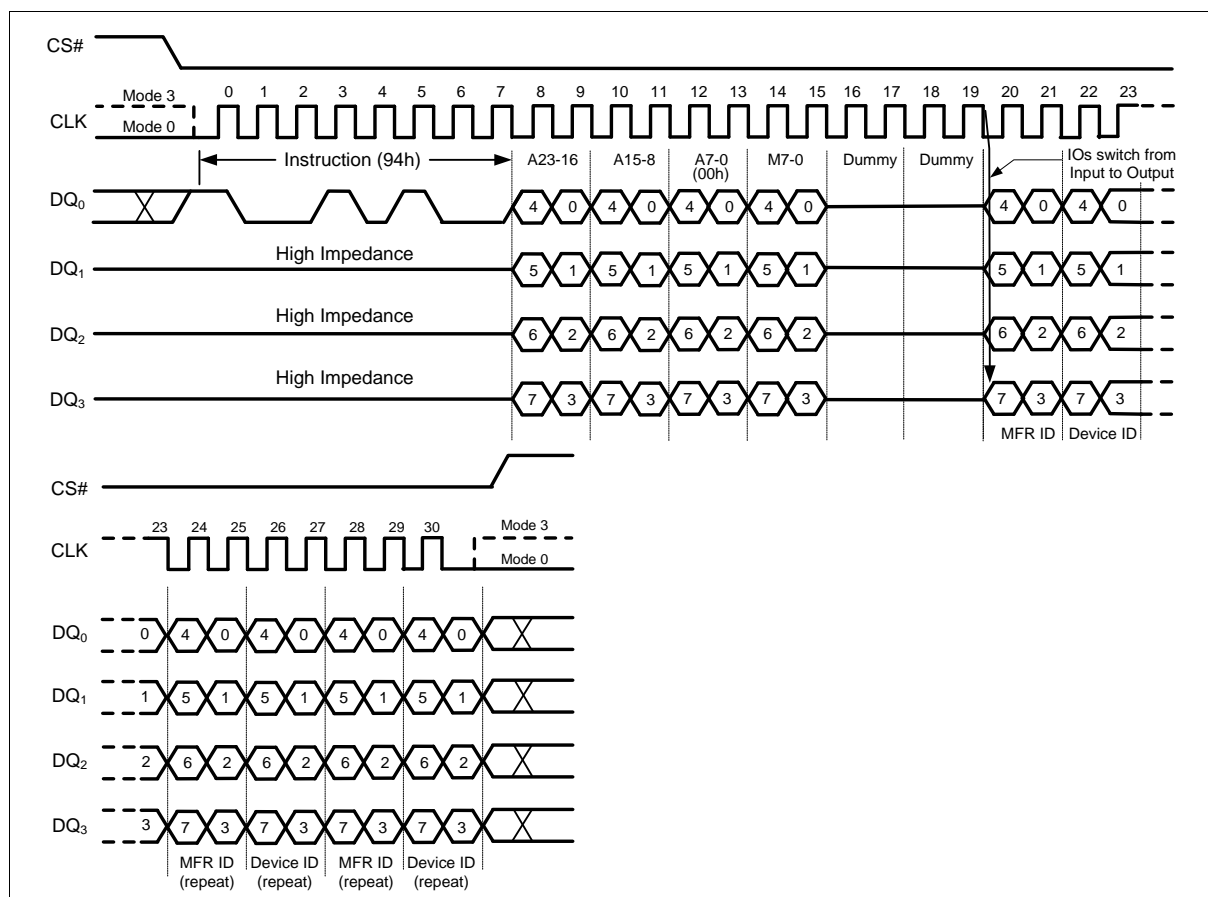 CS#
Mode 3
0 1 2 3 4 5 6 7 8 9 10 11 12 13 14 15 16 17 18 19 20 21 22 23
CLK
Mode 0
Instruction (94h) A23-16 A15-8 A7-0 M7-0 Dummy Dummy IOs switch from
(00h) Input to Output
DQ0 4 0 4 0 4 0 4 0 4 0 4 0
High Impedance
DQ1 5 1 5 1 5 1 5 1 5 1 5 1
High Impedance
DQ2 6 2 6 2 6 2 6 2 6 2 6 2
High Impedance
DQ3 7 3 7 3 7 3 7 3 7 3 7 3
MFR ID Device ID
CS#
23 24 25 26 27 28 29 30 Mode 3
CLK
Mode 0
DQ0 0 4 0 4 0 4 0 4 0
DQ1 1 5 1 5 1 5 1 5 1
DQ2 2 6 2 6 2 6 2 6 2
DQ3 3 7 3 7 3 7 3 7 3
MFR ID Device ID MFR ID Device ID
(repeat) (repeat) (repeat) (repeat)